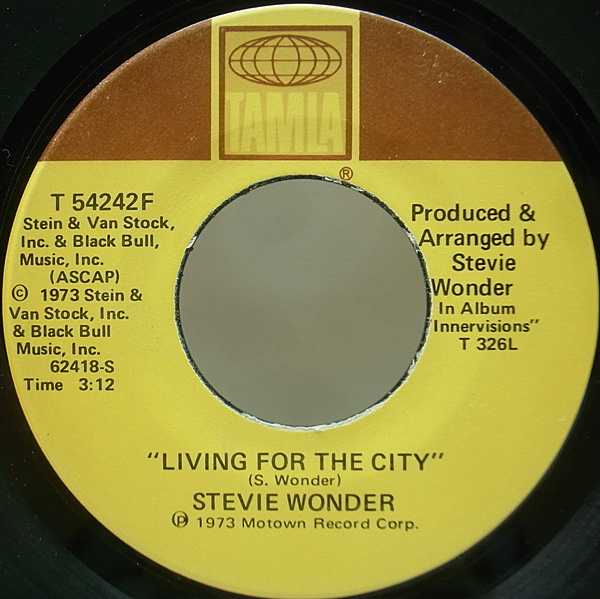 TAMLA
®
T 54242F
Stein & Van Stock,
Inc. & Black Bull,
Music, Inc.
(ASCAP)
© 1973 Stein &
Van Stock, Inc.
& Black Bull
Music, Inc.
62418-S
Time 3:12
Produced &
Arranged by
Stevie
Wonder
In Album
Innervisions"
T 326L
"LIVING FOR THE CITY"
(S. Wonder)
STEVIE WONDER
℗ 1973 Motown Record Corp.